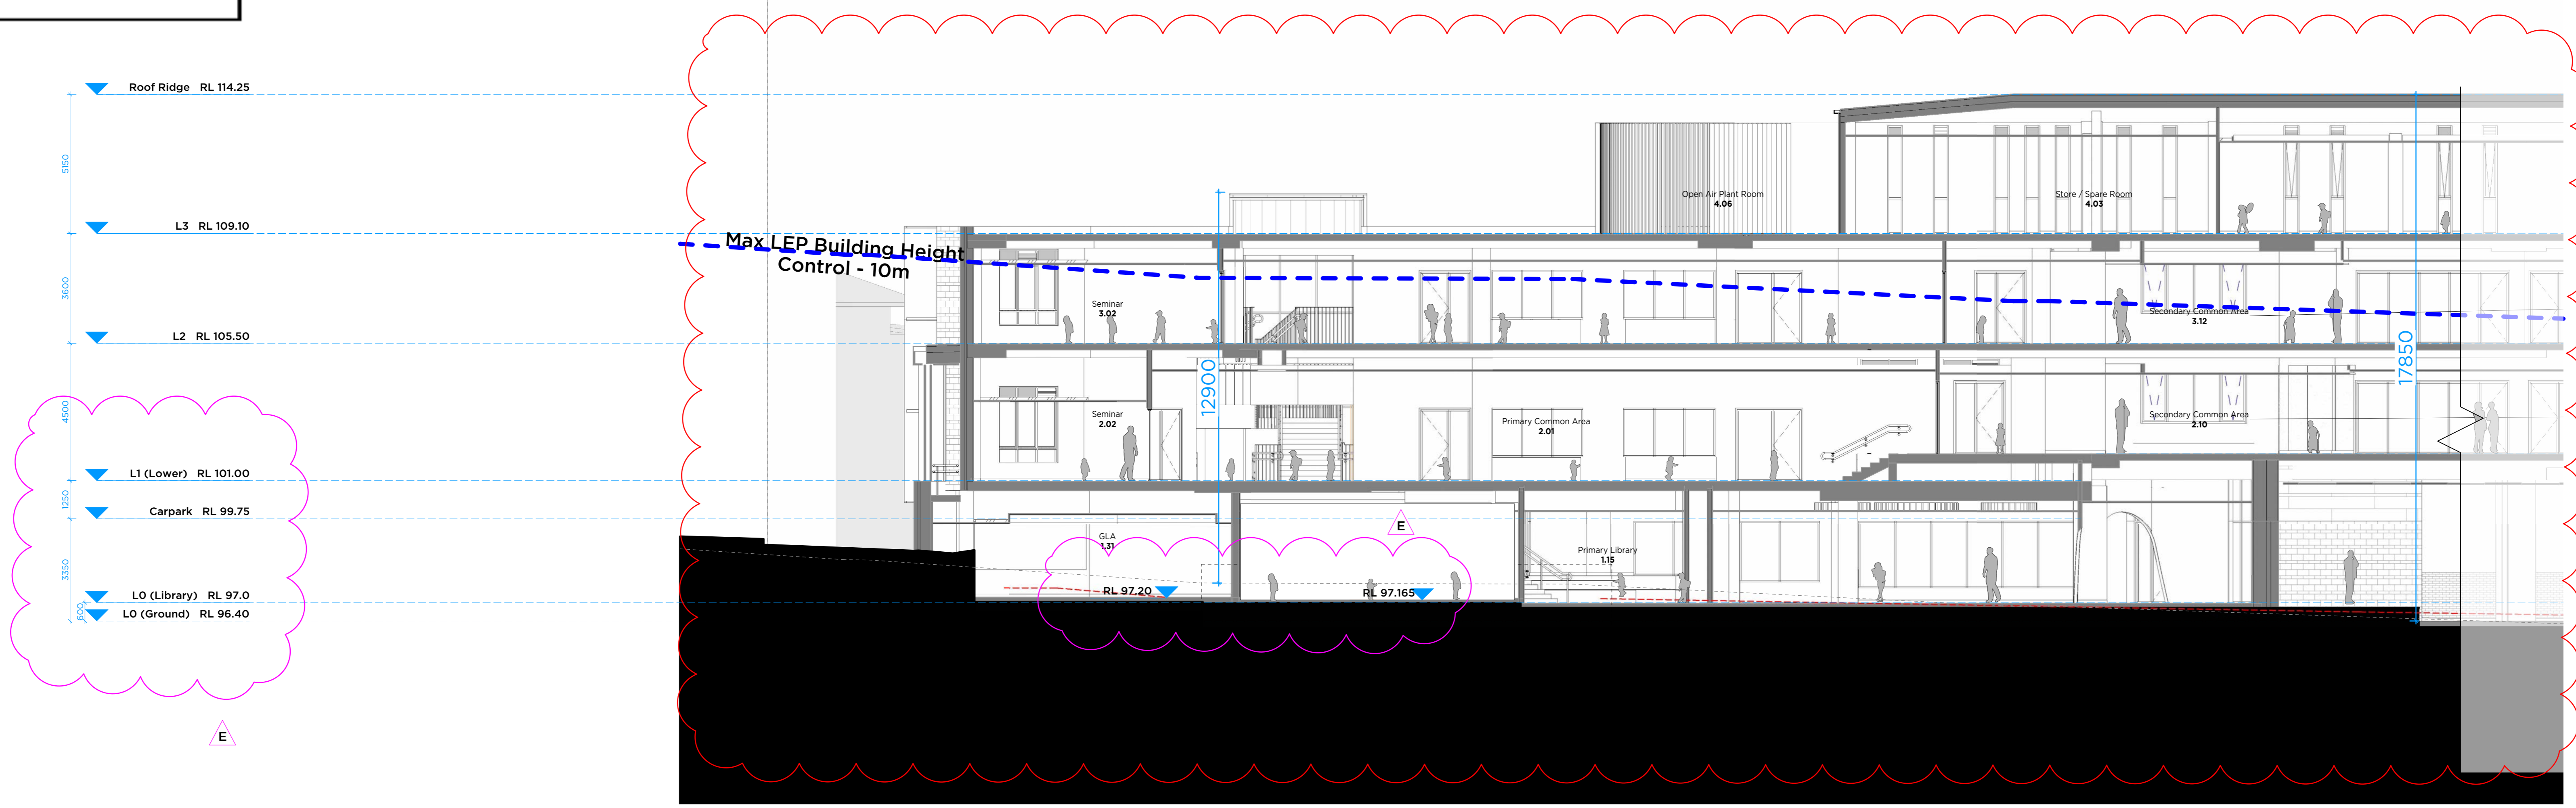 Roof Ridge RL 114.25
5150
L3 RL 109.10
3600
L2 RL 105.50
4500
L1 (Lower) RL 101.00
1250
Carpark RL 99.75
3350
L0 (Library) RL 97.0
600
L0 (Ground) RL 96.40
E
Max LEP Building Height
Control - 10m
Open Air Plant Room
4.06
Store / Spare Room
4.03
Seminar
3.02
Secondary Common Area
3.12
12900
17850
Seminar
2.02
Primary Common Area
2.01
Secondary Common Area
2.10
E
GLA
1.31
Primary Library
1.15
RL 97.20
RL 97.165